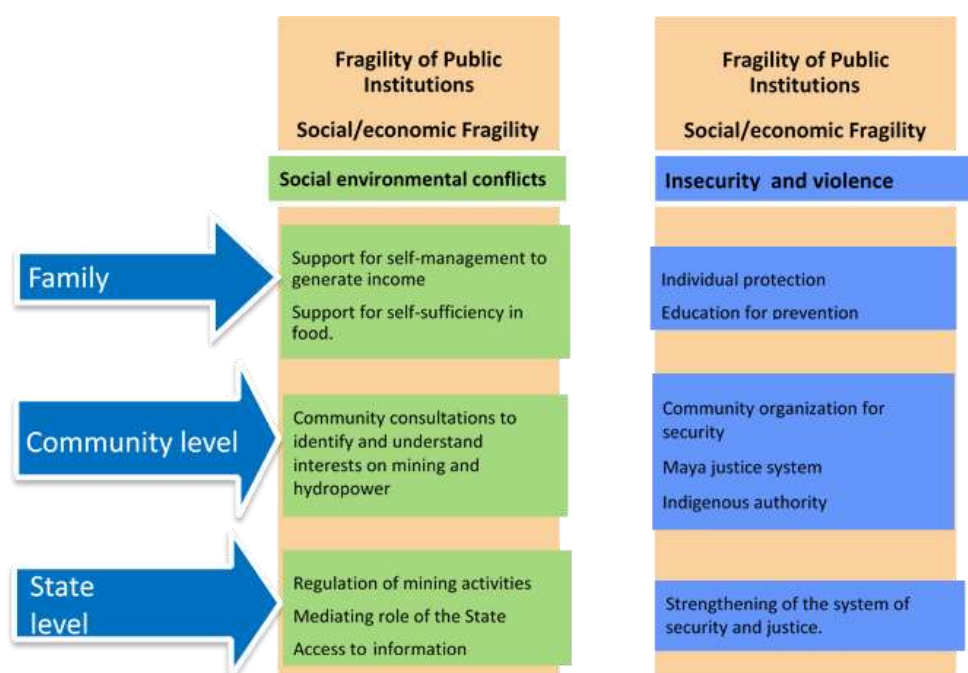 Fragility of Public
Institutions
Social/economic Fragility
Fragility of Public
Institutions
Social/economic Fragility
Social environmental conflicts
Insecurity and violence
Family
Support for self-management to
generate income
Support for self-sufficiency in
food.
Individual protection
Education for prevention
Community level
Community consultations to
identify and understand
interests on mining and
hydropower
Community organization for
security
Maya justice system
Indigenous authority
State
level
Regulation of mining activities
Mediating role of the State
Access to information
Strengthening of the system of
security and justice.